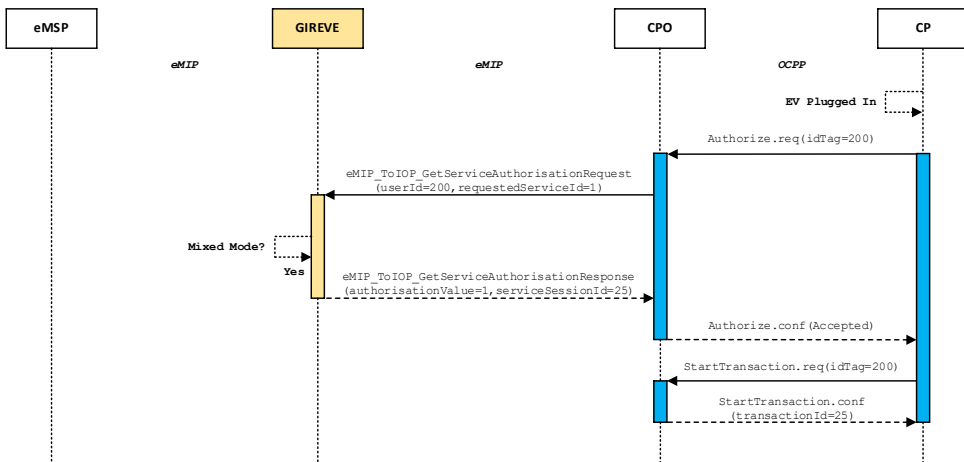 eMSP
GIREVE
CPO
CP
eMIP
eMIP
OCPP
EV Plugged In
Authorize.req(idTag=200)
eMIP_ToIOP_GetServiceAuthorisationRequest
(userId=200,requestedServiceId=1)
Mixed Mode?
Yes
eMIP_ToIOP_GetServiceAuthorisationResponse
(authorisationValue=1,serviceSessionId=25)
Authorize.conf(Accepted)
StartTransaction.req(idTag=200)
StartTransaction.conf
(transactionId=25)